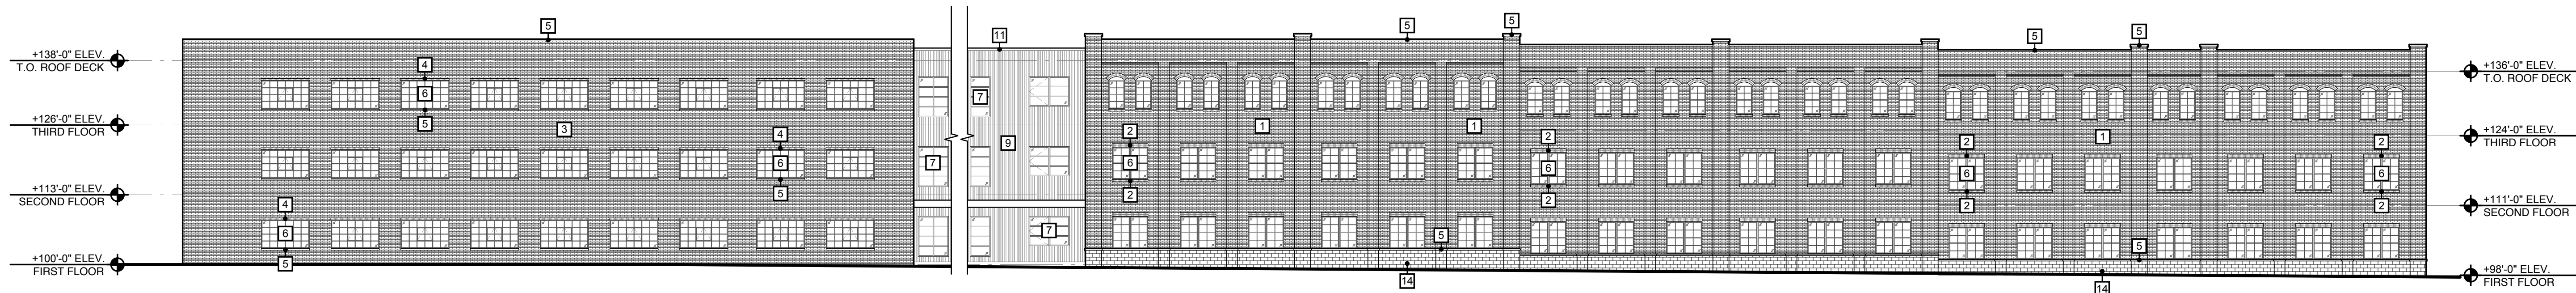 +138'-0" ELEV.
T.O. ROOF DECK
+126'-0" ELEV.
THIRD FLOOR
+113'-0" ELEV.
SECOND FLOOR
+100'-0" ELEV.
FIRST FLOOR
5
4
6
5
3
4
6
5
4
6
5
7
11
7
9
7
5
5
1
1
2
6
2
5
14
2
6
2
5
5
1
2
6
2
2
6
2
5
14
+136'-0" ELEV.
T.O. ROOF DECK
+124'-0" ELEV.
THIRD FLOOR
+111'-0" ELEV.
SECOND FLOOR
+98'-0" ELEV.
FIRST FLOOR